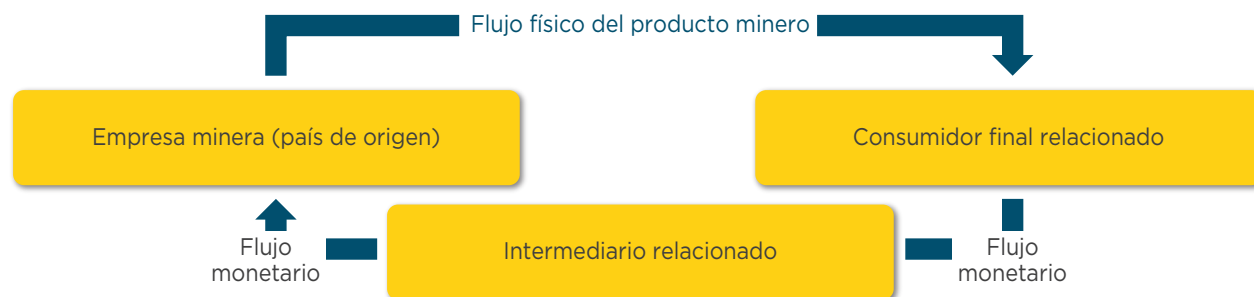 Flujo físico del producto minero
Empresa minera (país de origen)
Consumidor final relacionado
Flujo
monetario
Intermediario relacionado
Flujo
monetario